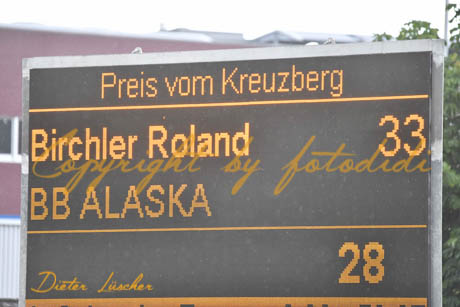 Preis vom Kreuzberg
Birchler Roland 33
Copyright by fotodidi
BB ALASKA
28
Dieter Lüscher